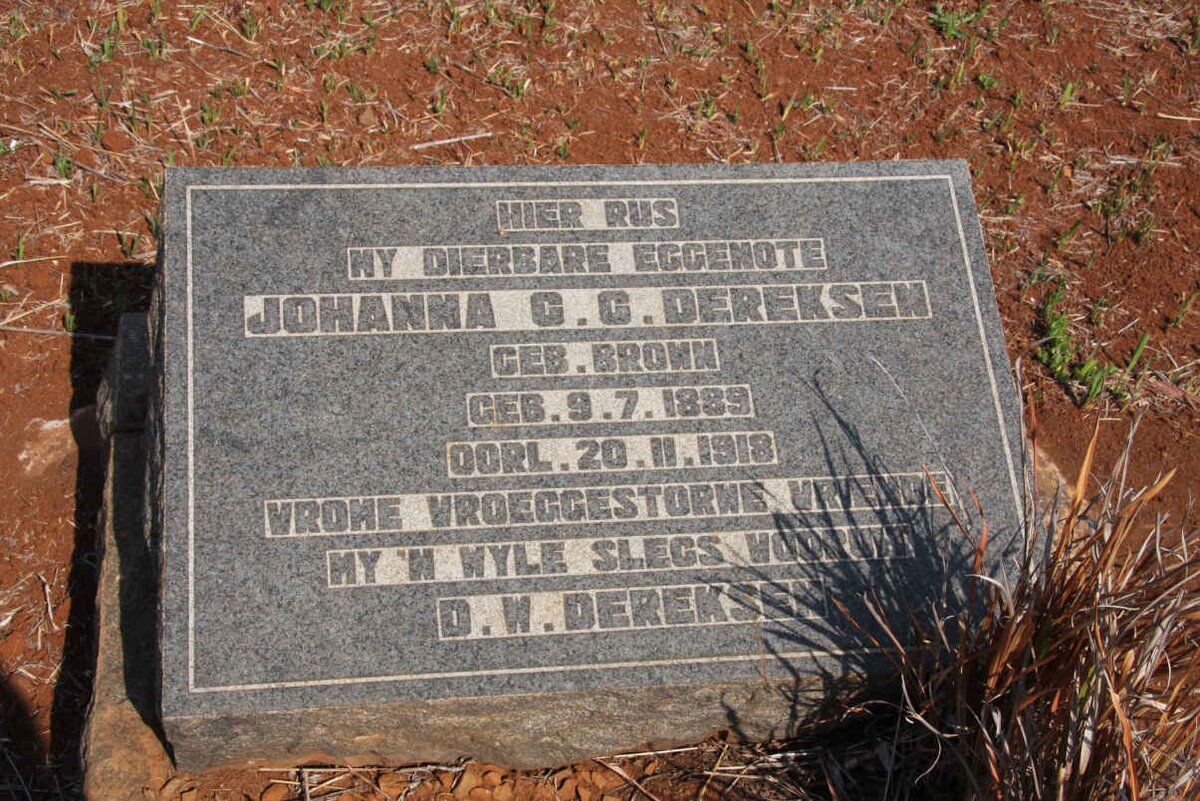 HIER RUS
MY DIERBARE EGGENOTE
JOHANNA G. G. DEREKSEN
GEB. BROWN
GEB. 9. 7. 1889
OORL. 20. 11. 1918
VROME VROEGGESTORWE VRIENDE
MY 'N WYLE SLEGS VOORUIT
D. W. DEREKSEN